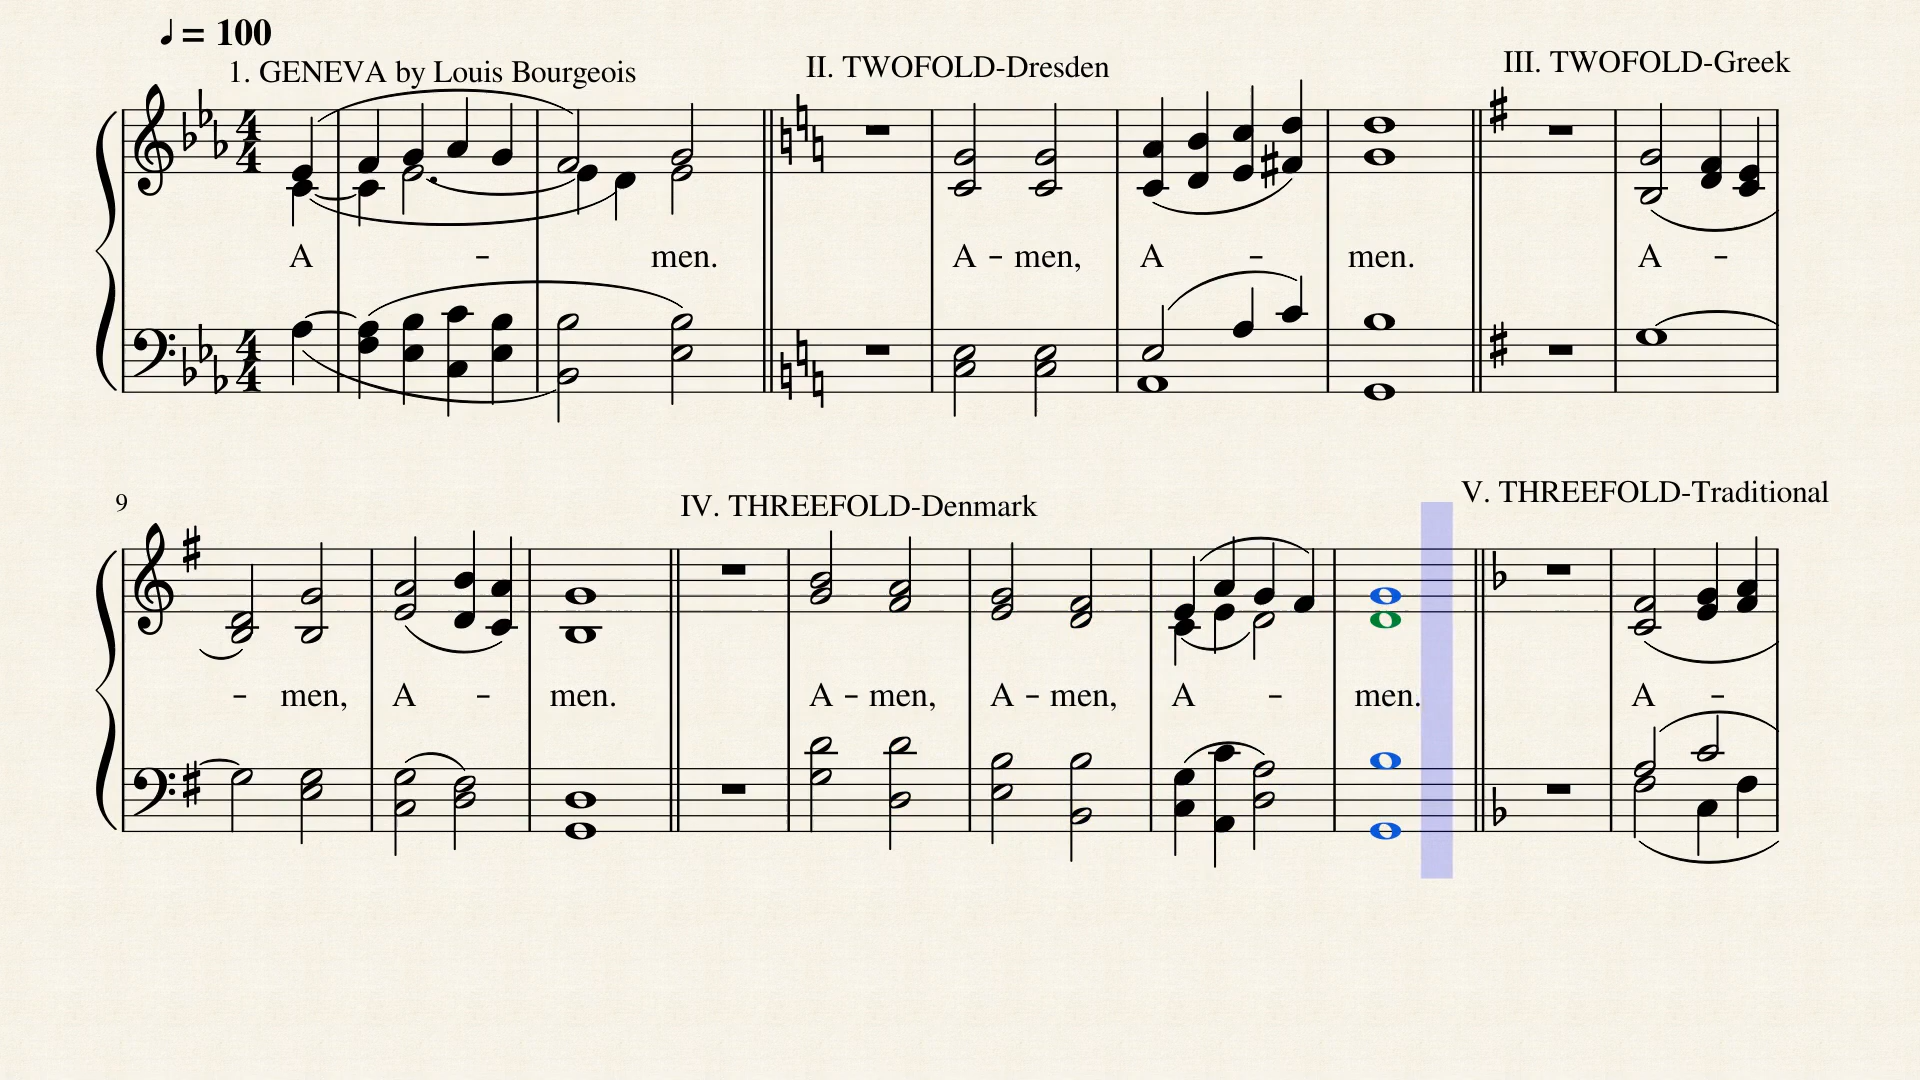 ♩ = 100
1. GENEVA by Louis Bourgeois
II. TWOFOLD-Dresden
III. TWOFOLD-Greek
A - men. A - men, A - men. A -
9
IV. THREEFOLD-Denmark
V. THREEFOLD-Traditional
- men, A - men. A - men, A - men, A - men. A -